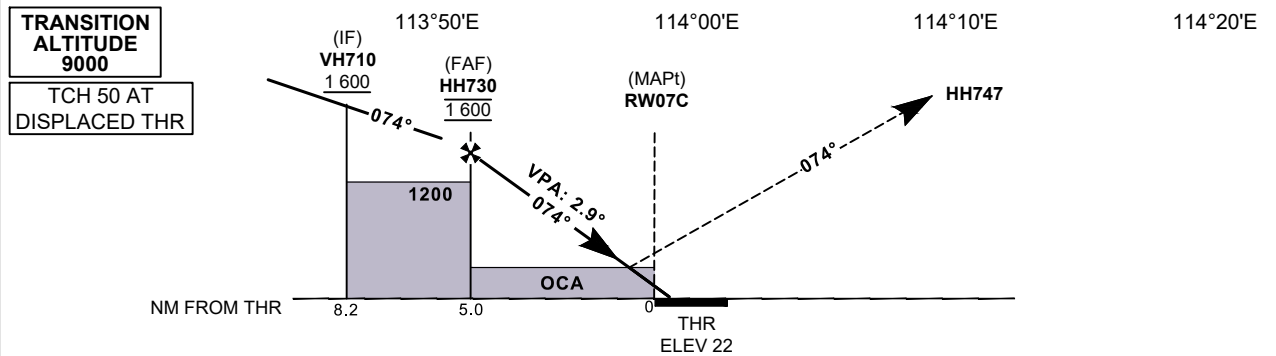 TRANSITION
ALTITUDE
9000
TCH 50 AT
DISPLACED THR
113°50'E
114°00'E
114°10'E
114°20'E
(IF)
VH710
1 600
(FAF)
HH730
1 600
(MAPt)
RW07C
HH747
074°
VPA: 2.9°
074°
074°
1200
OCA
NM FROM THR
8.2
5.0
0
THR
ELEV 22